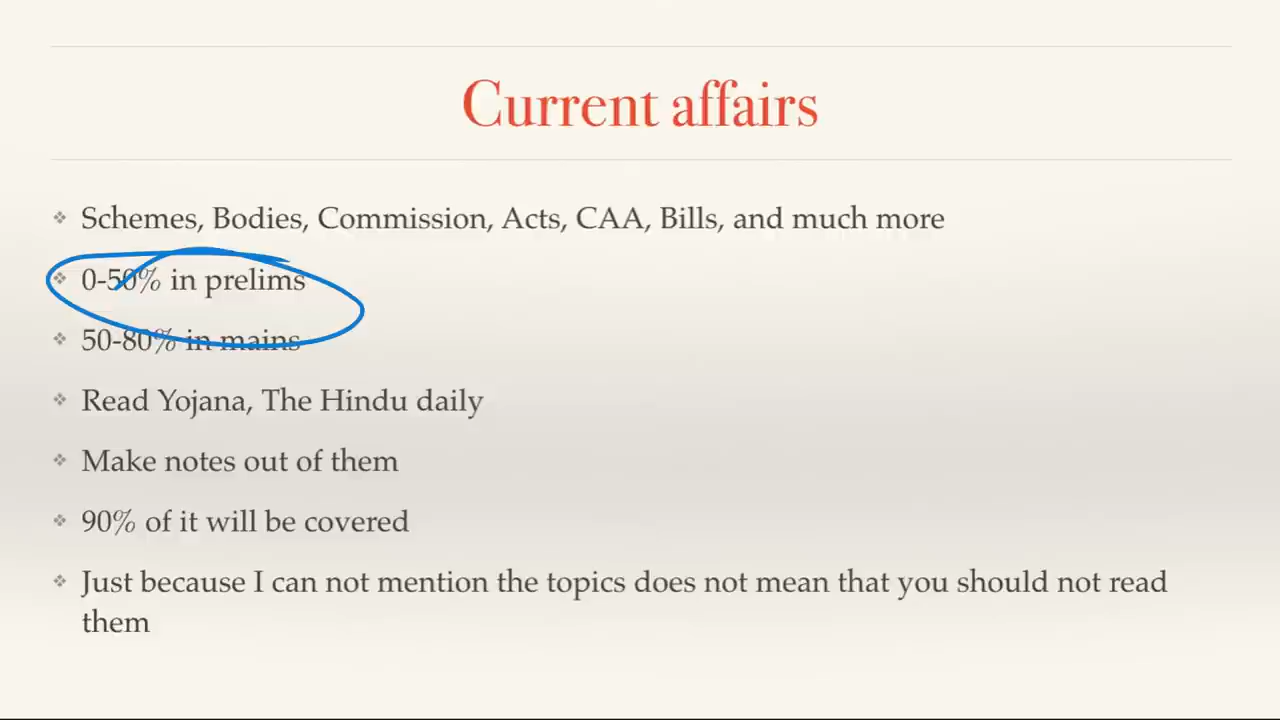 Current affairs
Schemes, Bodies, Commission, Acts, CAA, Bills, and much more
0-50% in prelims
50-80% in mains
Read Yojana, The Hindu daily
Make notes out of them
90% of it will be covered
Just because I can not mention the topics does not mean that you should not read
them